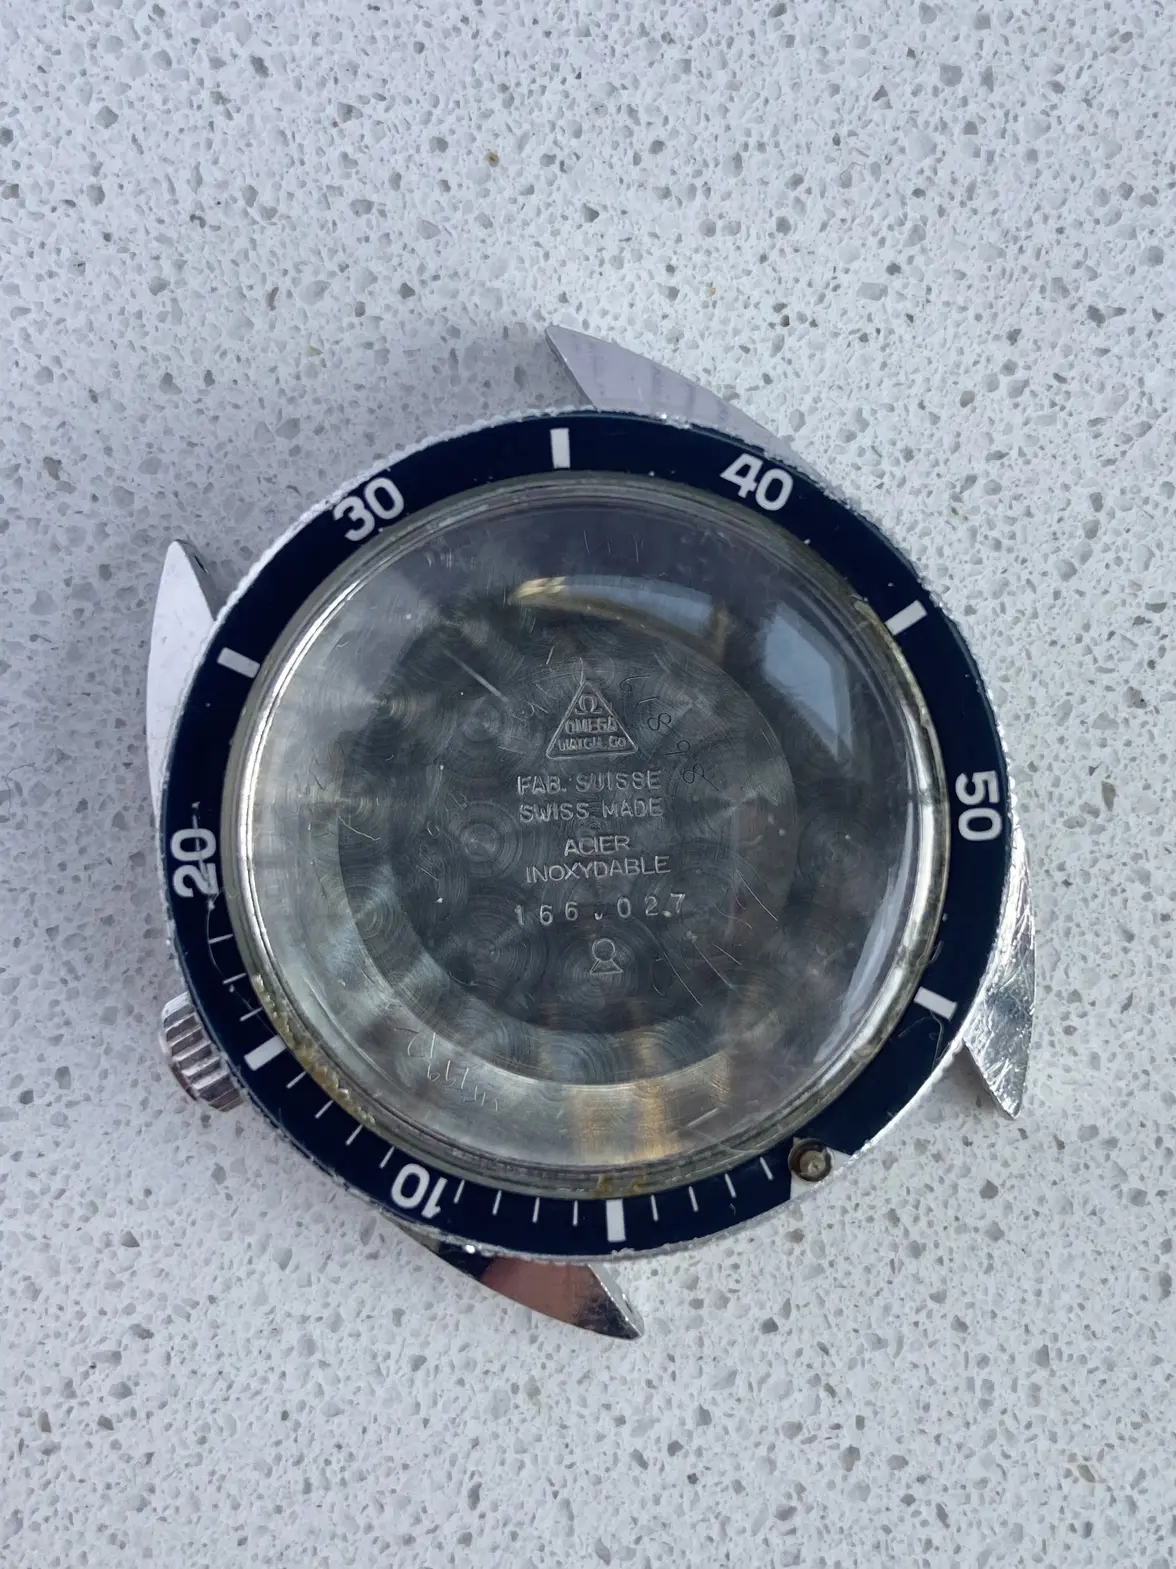 Ω
OMEGA
WATCH Co
FAB. SUISSE
SWISS MADE
ACIER
INOXYDABLE
166.027
10
20
30
40
50